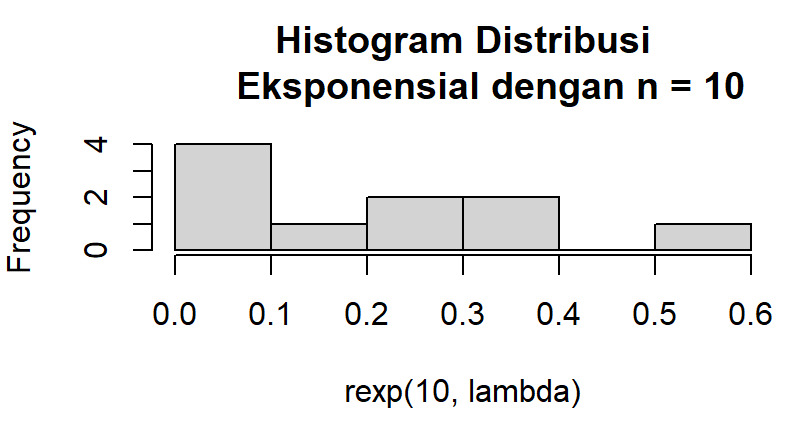 Histogram Distribusi
Eksponensial dengan n = 10
Frequency
4
2
0
0.0 0.1 0.2 0.3 0.4 0.5 0.6
rexp(10, lambda)